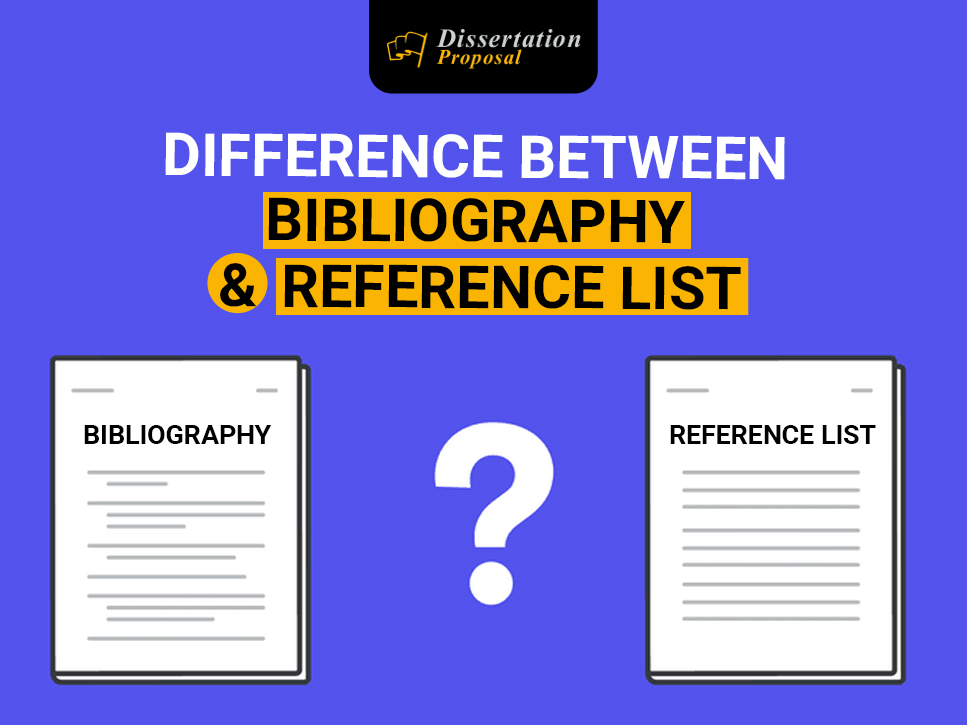 Dissertation
Proposal
DIFFERENCE BETWEEN
BIBLIOGRAPHY
& REFERENCE LIST
BIBLIOGRAPHY
?
REFERENCE LIST